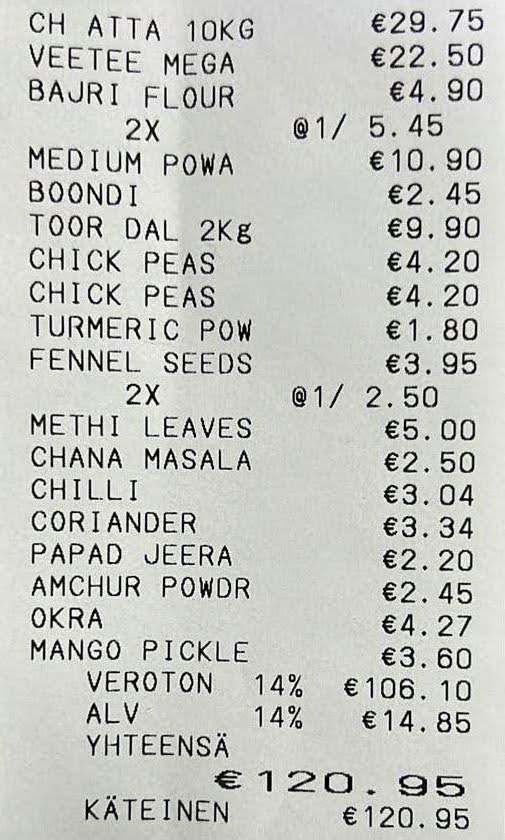 CH ATTA 10KG €29.75
VEETEE MEGA €22.50
BAJRI FLOUR €4.90
2X @1/ 5.45
MEDIUM POWA €10.90
BOONDI €2.45
TOOR DAL 2Kg €9.90
CHICK PEAS €4.20
CHICK PEAS €4.20
TURMERIC POW €1.80
FENNEL SEEDS €3.95
2X @1/ 2.50
METHI LEAVES €5.00
CHANA MASALA €2.50
CHILLI €3.04
CORIANDER €3.34
PAPAD JEERA €2.20
AMCHUR POWDR €2.45
OKRA €4.27
MANGO PICKLE €3.60
VEROTON 14% €106.10
ALV 14% €14.85
YHTEENSÄ
€120.95
KÄTEINEN €120.95